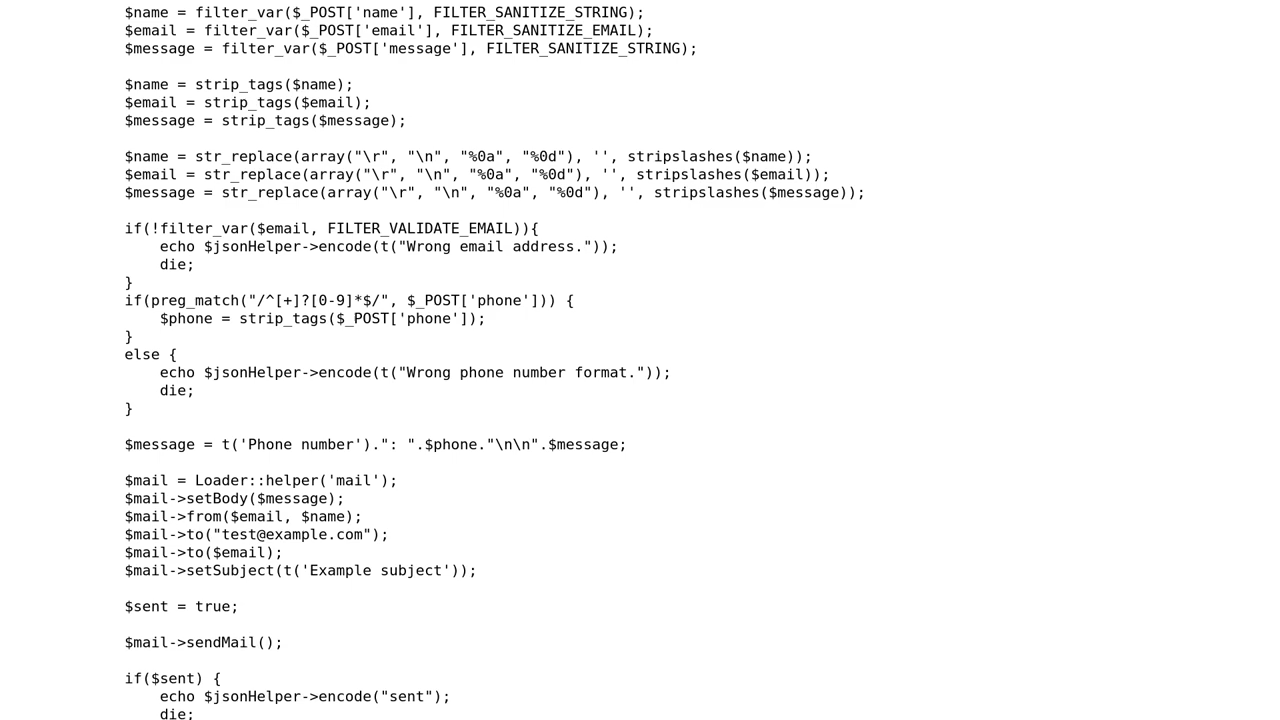 $name = filter_var($_POST['name'], FILTER_SANITIZE_STRING);
$email = filter_var($_POST['email'], FILTER_SANITIZE_EMAIL);
$message = filter_var($_POST['message'], FILTER_SANITIZE_STRING);

$name = strip_tags($name);
$email = strip_tags($email);
$message = strip_tags($message);

$name = str_replace(array("\r", "\n", "%0a", "%0d"), '', stripslashes($name));
$email = str_replace(array("\r", "\n", "%0a", "%0d"), '', stripslashes($email));
$message = str_replace(array("\r", "\n", "%0a", "%0d"), '', stripslashes($message));

if(!filter_var($email, FILTER_VALIDATE_EMAIL)){
    echo $jsonHelper->encode(t("Wrong email address."));
    die;
}
if(preg_match("/^[+]?[0-9]*$/", $_POST['phone'])) {
    $phone = strip_tags($_POST['phone']);
}
else {
    echo $jsonHelper->encode(t("Wrong phone number format."));
    die;
}

$message = t('Phone number').": ".$phone."\n\n".$message;

$mail = Loader::helper('mail');
$mail->setBody($message);
$mail->from($email, $name);
$mail->to("test@example.com");
$mail->to($email);
$mail->setSubject(t('Example subject'));

$sent = true;

$mail->sendMail();

if($sent) {
    echo $jsonHelper->encode("sent");
    die;